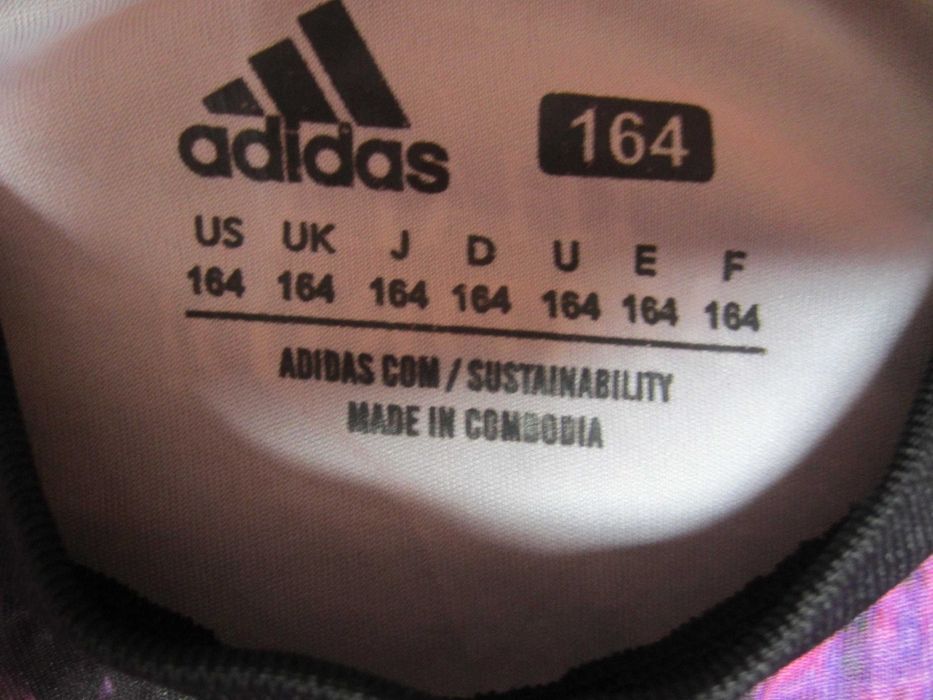 adidas
164
US UK J D U E F
164 164 164 164 164 164 164
ADIDAS COM / SUSTAINABILITY
MADE IN COMBODIA